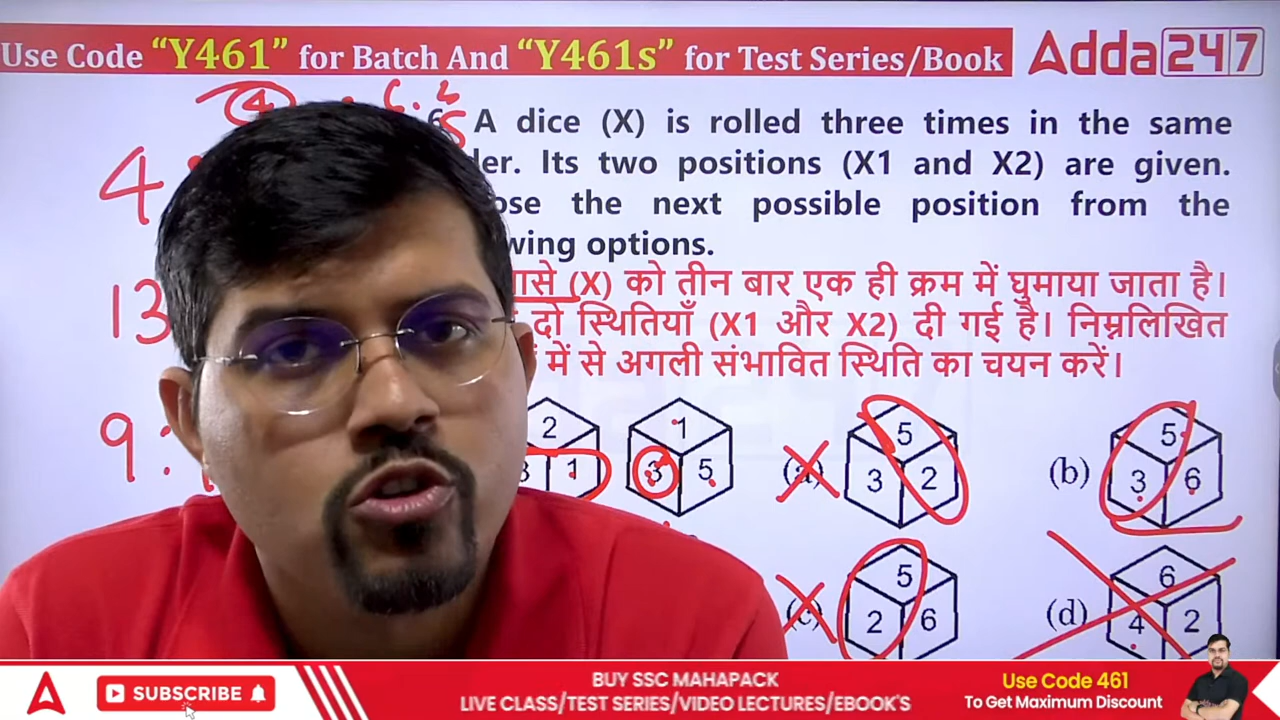 Use Code “Y461” for Batch And “Y461s” for Test Series/Book
Adda247
A dice (X) is rolled three times in the same
Its two positions (X1 and X2) are given.
the next possible position from the
options.
(X) को तीन बार एक ही क्रम में घुमाया जाता है।
दो स्थितियाँ (X1 और X2) दी गई है। निम्नलिखित
में से अगली संभावित स्थिति का चयन करें।
4
13
9:
2
3 1
1
3 5
(a)
5
3 2
(b)
5
3 6
(c)
5
2 6
(d)
6
4 2
SUBSCRIBE
BUY SSC MAHAPACK
LIVE CLASS/TEST SERIES/VIDEO LECTURES/EBOOK'S
Use Code 461
To Get Maximum Discount